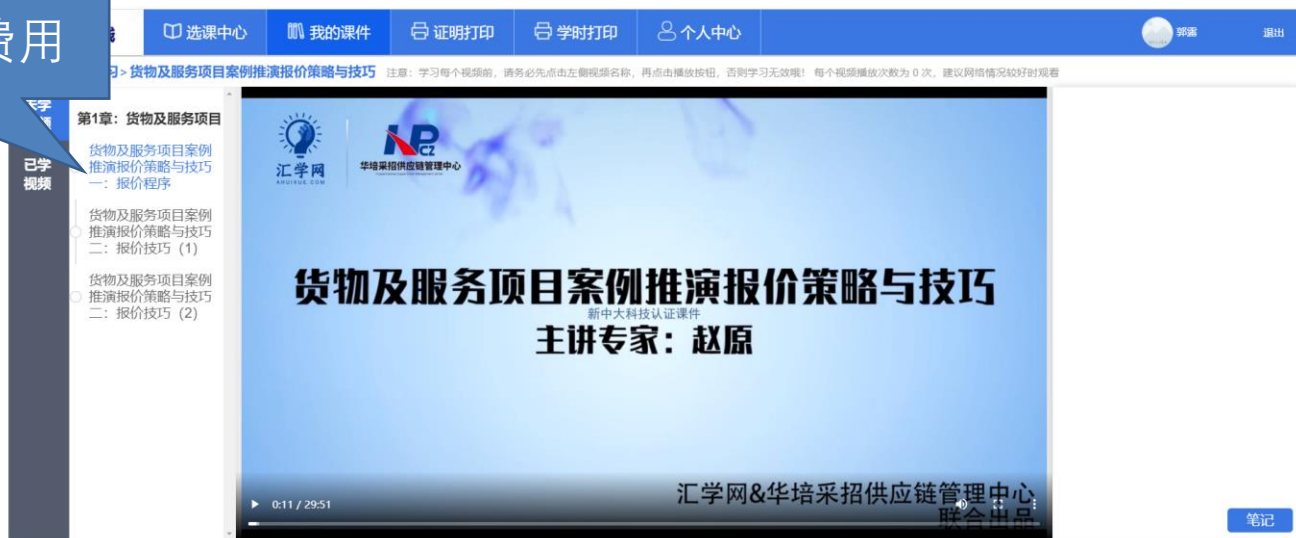 费用
选课中心
我的课件
证明打印
学时打印
个人中心
郭露
退出
习>货物及服务项目案例推演报价策略与技巧
注意：学习每个视频前，请务必先点击左侧视频名称，再点击播放按钮，否则学习无效哦！ 每个视频播放次数为 0 次，建议网络情况较好时观看
已学
视频
第1章：货物及服务项目
货物及服务项目案例
推演报价策略与技巧
一：报价程序
货物及服务项目案例
推演报价策略与技巧
二：报价技巧（1）
货物及服务项目案例
推演报价策略与技巧
二：报价技巧（2）
汇学网
CZ
华培采招供应链管理中心
货物及服务项目案例推演报价策略与技巧
新中大科技认证课件
主讲专家：赵原
0:11 / 29:51
汇学网&华培采招供应链管理中心
联合出品
笔记